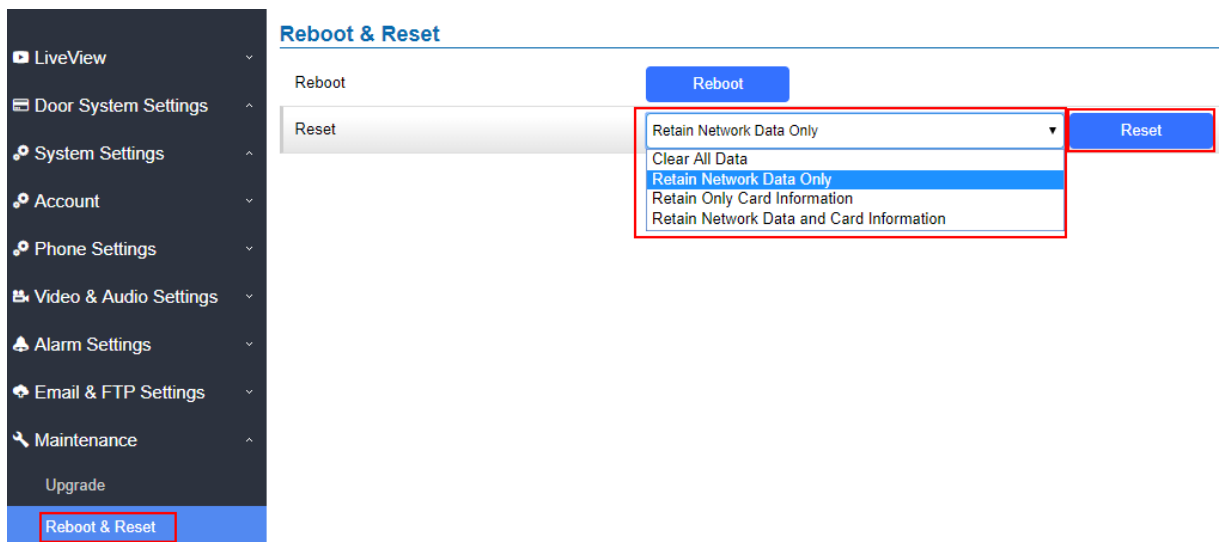 LiveView
Door System Settings
System Settings
Account
Phone Settings
Video & Audio Settings
Alarm Settings
Email & FTP Settings
Maintenance
Upgrade
Reboot & Reset
Reboot & Reset
Reboot
Reboot
Reset
Retain Network Data Only
Reset
Clear All Data
Retain Network Data Only
Retain Only Card Information
Retain Network Data and Card Information